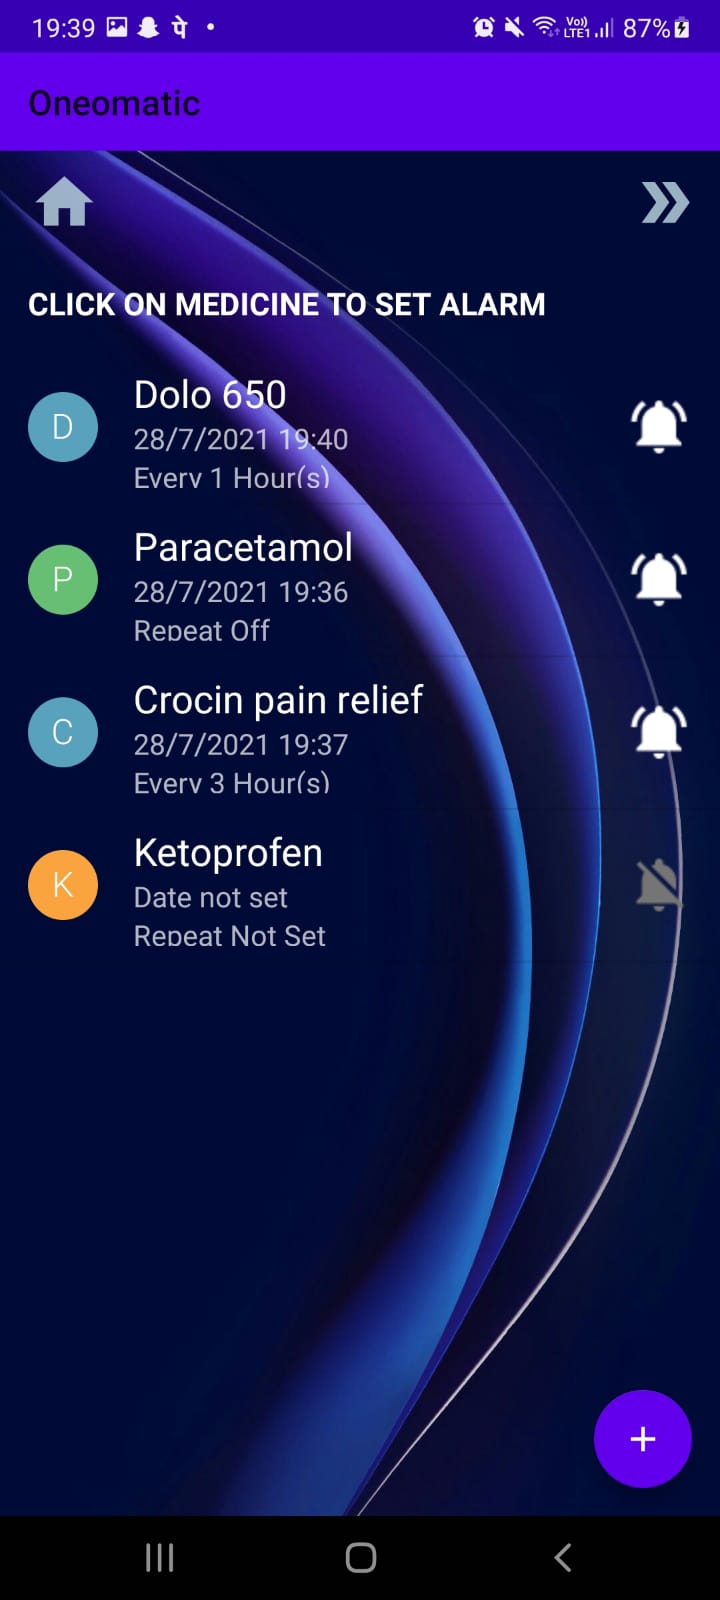 19:39 पे 87%
Vo))
LTE1
Oneomatic
CLICK ON MEDICINE TO SET ALARM
D
Dolo 650
28/7/2021 19:40
Every 1 Hour(s)
P
Paracetamol
28/7/2021 19:36
Repeat Off
C
Crocin pain relief
28/7/2021 19:37
Every 3 Hour(s)
K
Ketoprofen
Date not set
Repeat Not Set
+